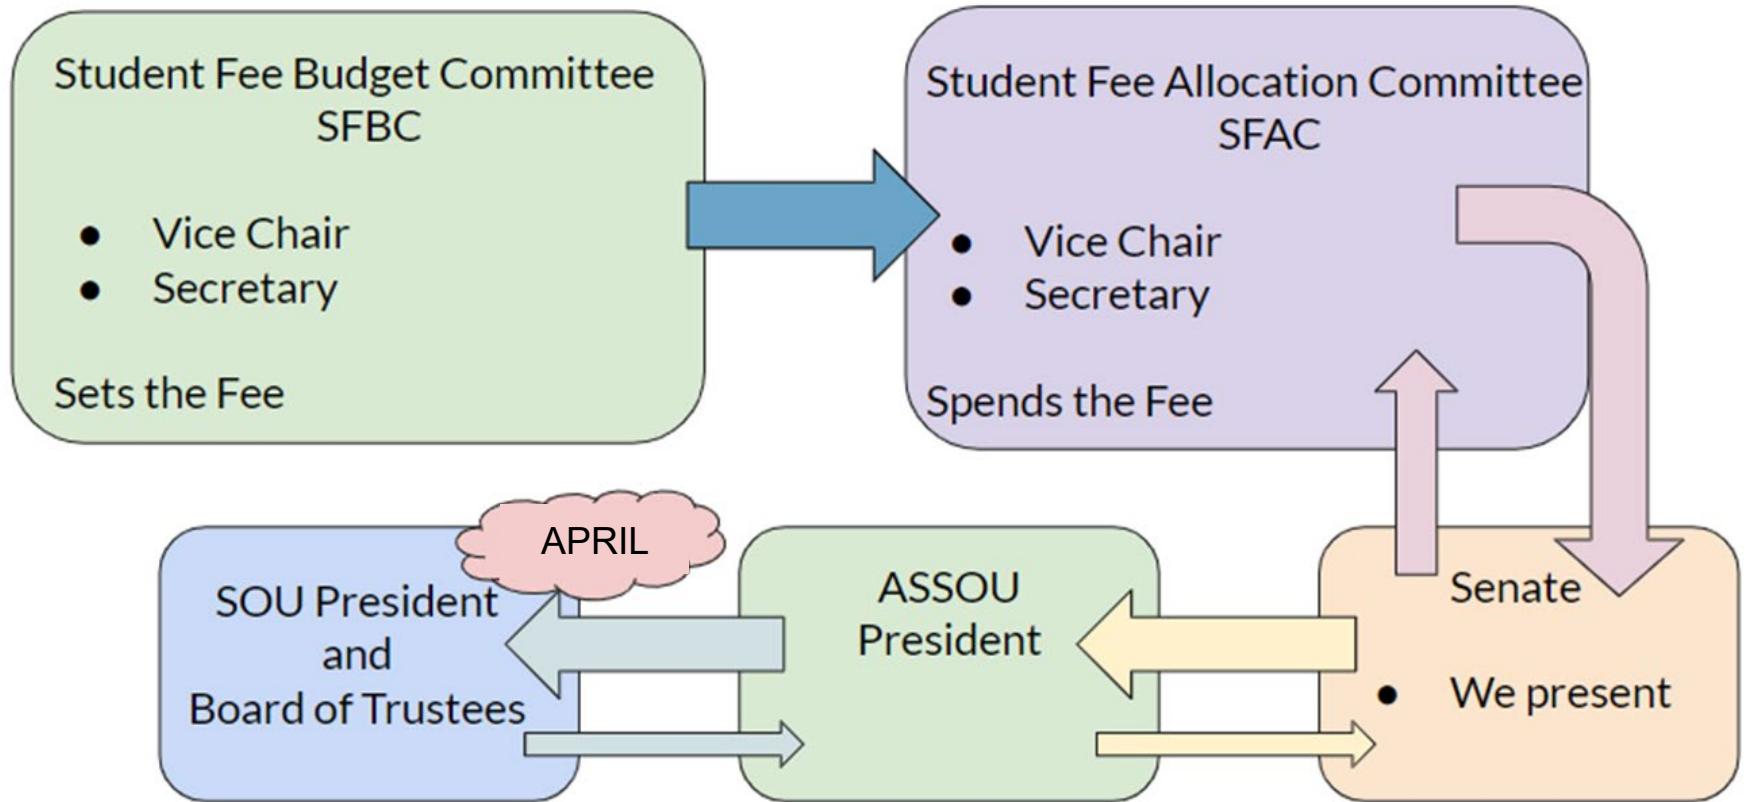 Student Fee Budget Committee
SFBC
● Vice Chair
● Secretary
Sets the Fee
Student Fee Allocation Committee
SFAC
● Vice Chair
● Secretary
Spends the Fee
APRIL
SOU President
and
Board of Trustees
ASSOU
President
Senate
● We present